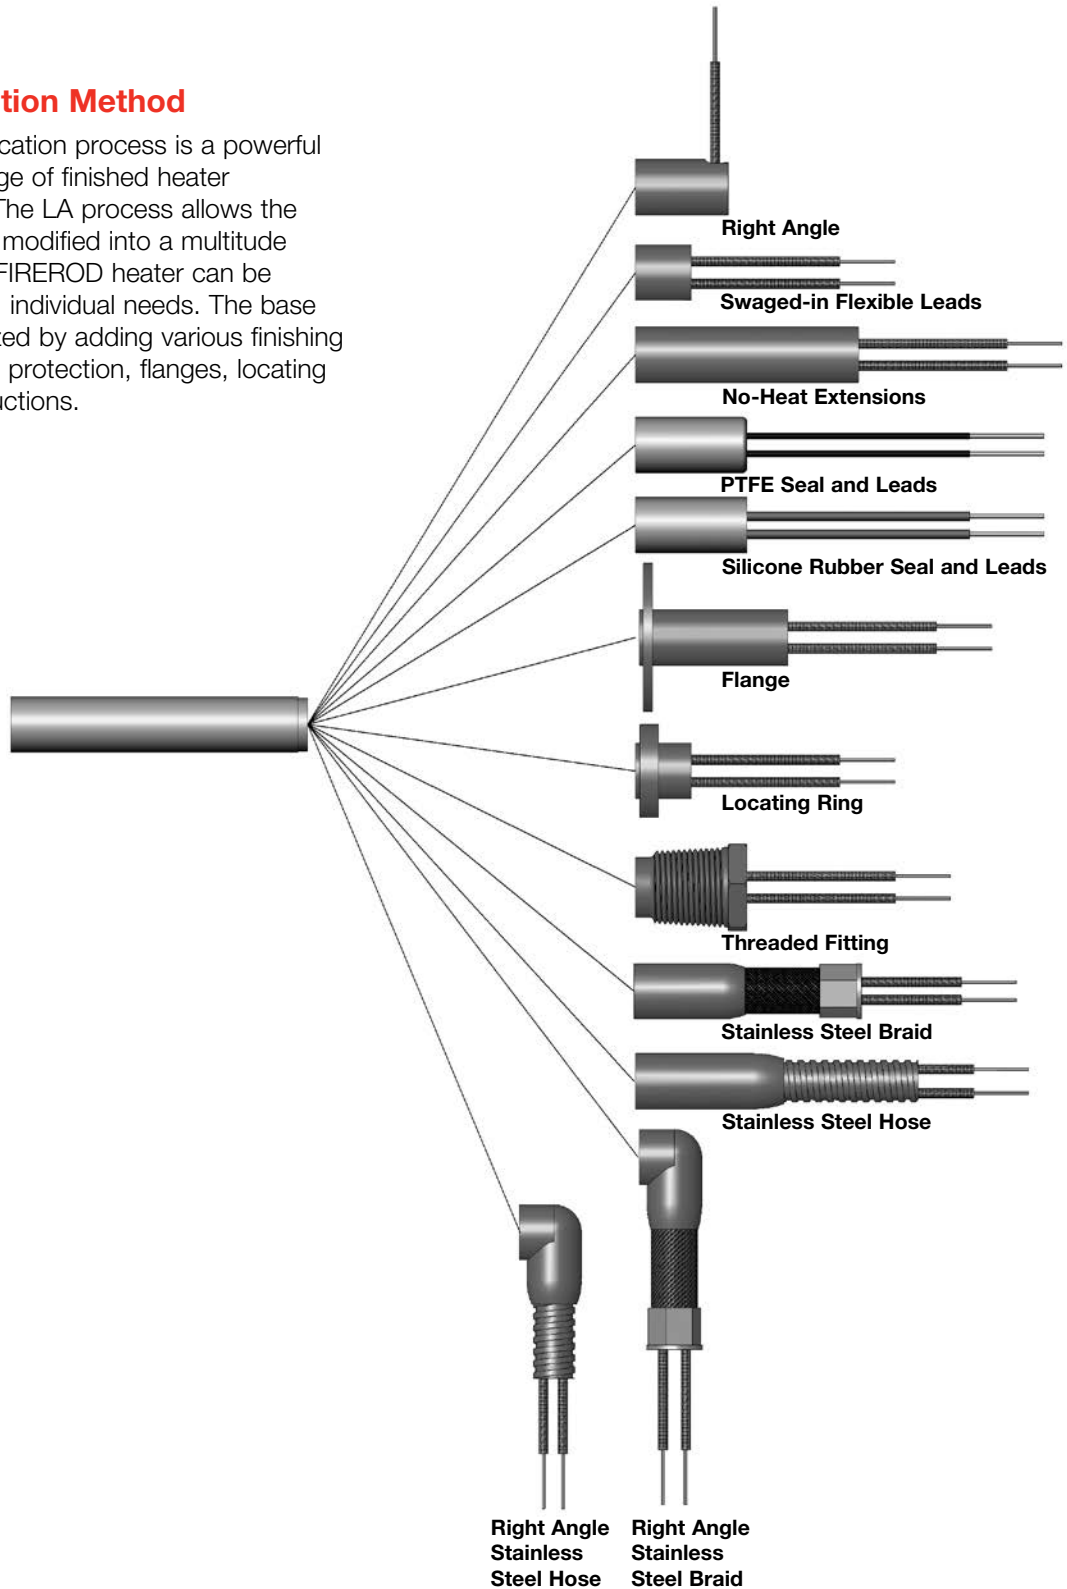 tion Method
cation process is a powerful
ge of finished heater
The LA process allows the
modified into a multitude
FIREROD heater can be
individual needs. The base
ed by adding various finishing
protection, flanges, locating
uctions.
Right Angle
Swaged-in Flexible Leads
No-Heat Extensions
PTFE Seal and Leads
Silicone Rubber Seal and Leads
Flange
Locating Ring
Threaded Fitting
Stainless Steel Braid
Stainless Steel Hose
Right Angle
Stainless
Steel Hose
Right Angle
Stainless
Steel Braid